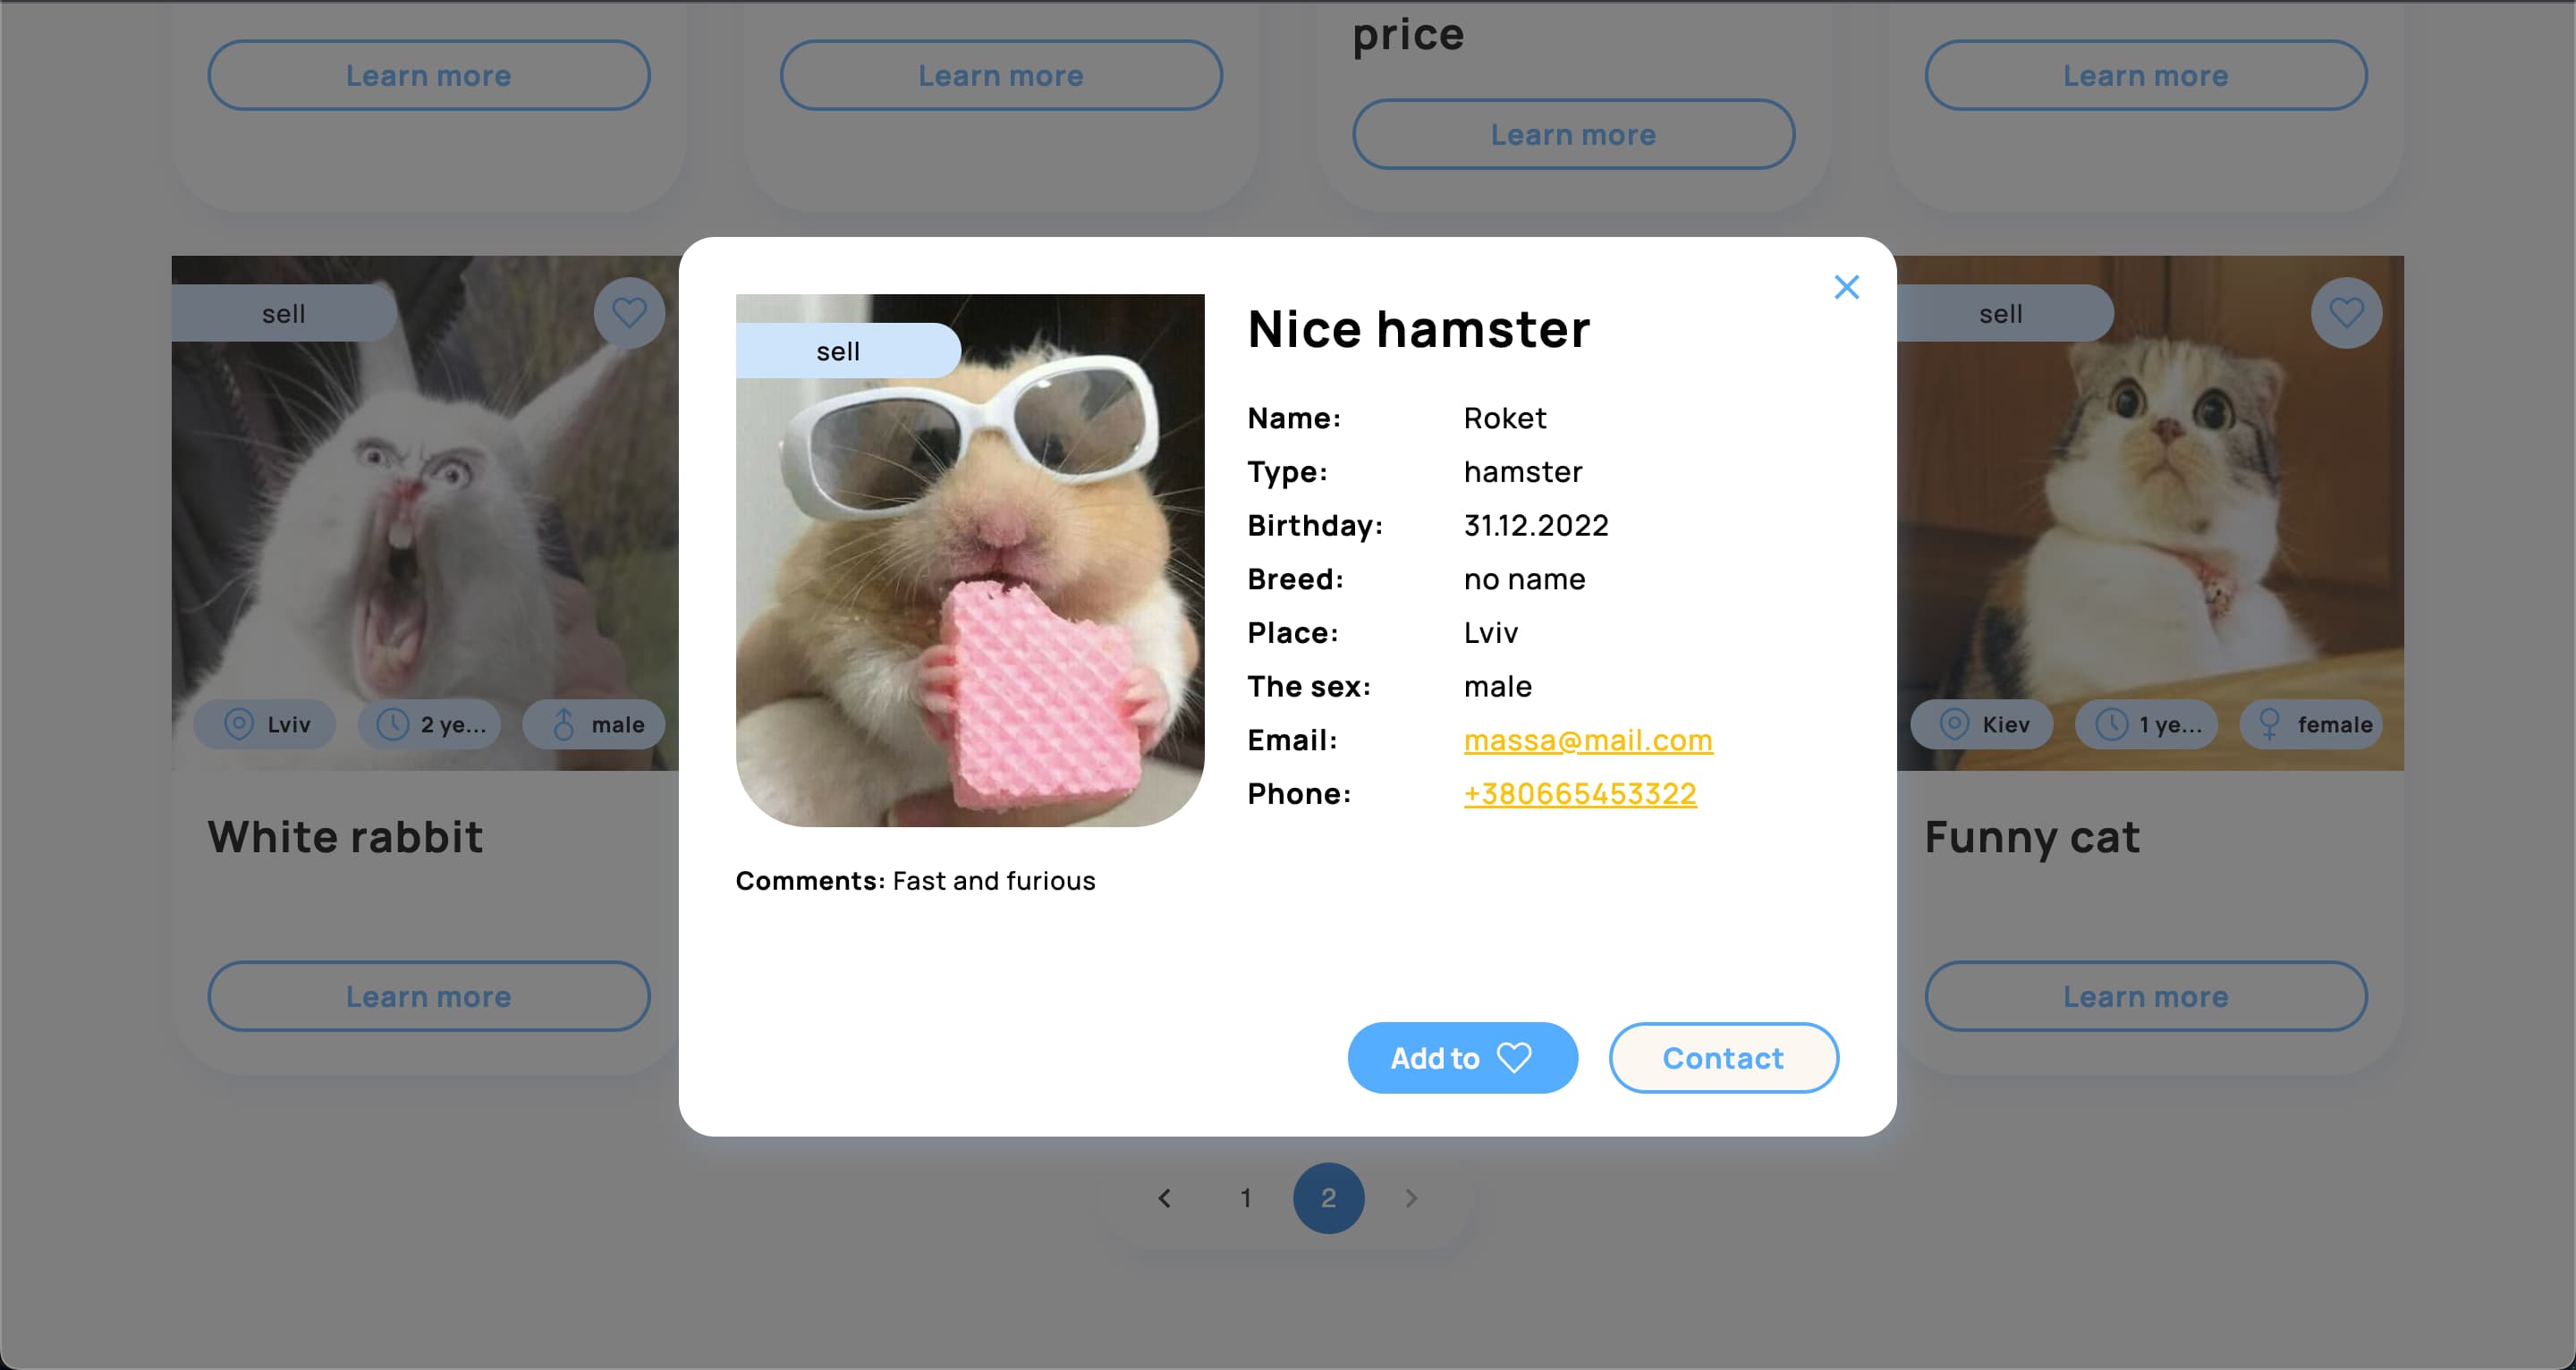 price
Learn more
Learn more
Learn more
Learn more
sell
Lviv
2 ye...
male
White rabbit
Learn more
sell
Nice hamster
Name: Roket
Type: hamster
Birthday: 31.12.2022
Breed: no name
Place: Lviv
The sex: male
Email: massa@mail.com
Phone: +380665453322
Comments: Fast and furious
Add to
Contact
sell
Kiev
1 ye...
female
Funny cat
Learn more
1
2